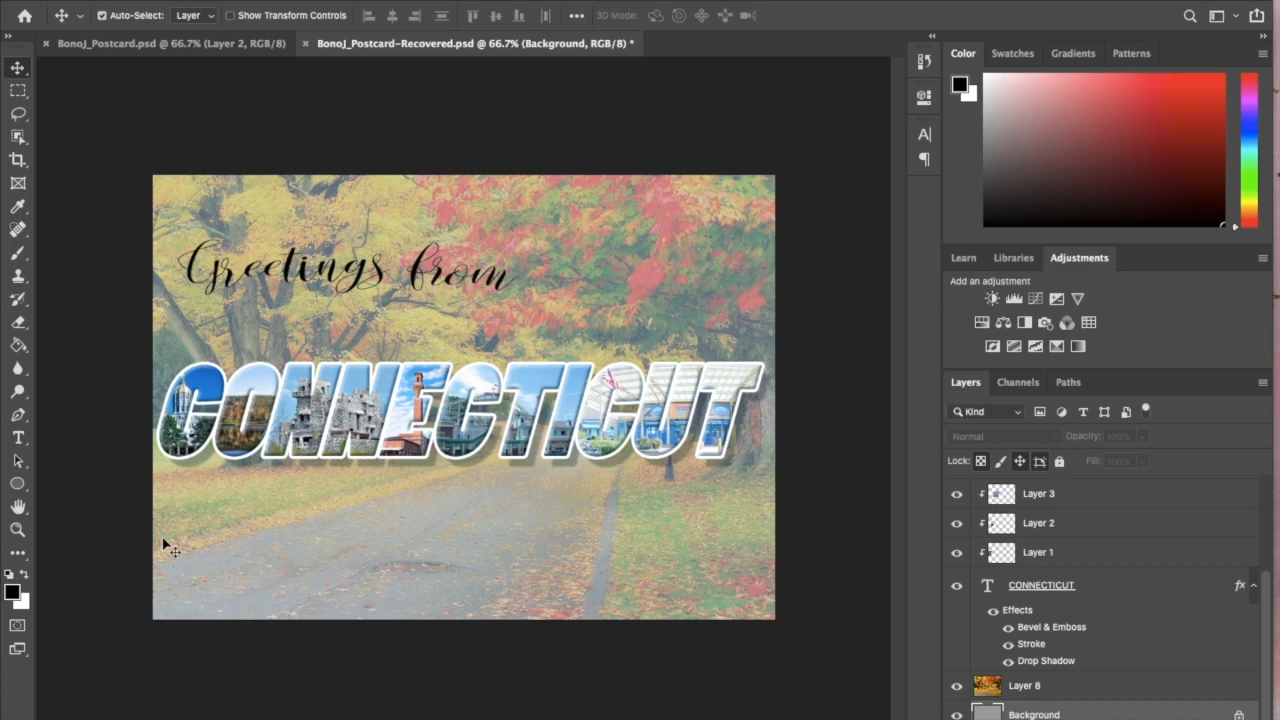 Auto-Select: Layer Show Transform Controls 3D Mode:
BonoJ_Postcard.psd @ 66.7% (Layer 2, RGB/8) BonoJ_Postcard-Recovered.psd @ 66.7% (Background, RGB/8) *
Color Swatches Gradients Patterns
Greetings from
CONNECTICUT
Learn Libraries Adjustments
Add an adjustment
Layers Channels Paths
Kind
Normal Opacity: 100%
Lock: Fill: 100%
Layer 3
Layer 2
Layer 1
CONNECTICUT fx
Effects
Bevel & Emboss
Stroke
Drop Shadow
Layer 8
Background